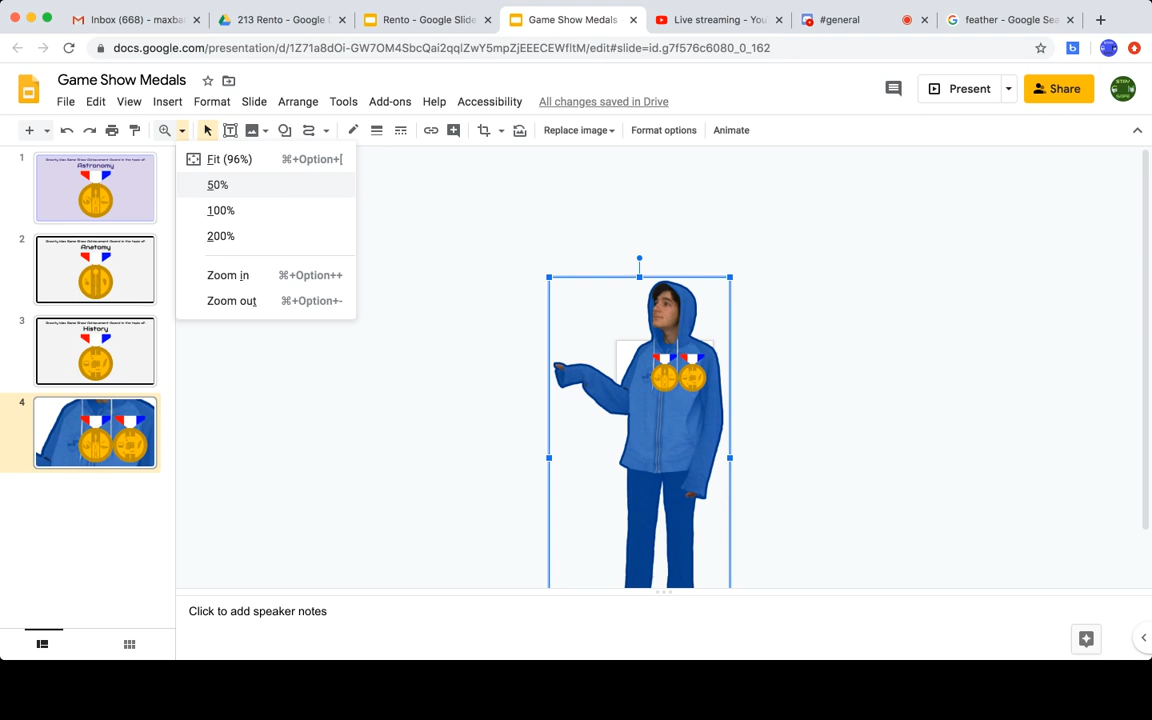 Inbox (668) - maxba
213 Rento - Google D
Rento - Google Slide
Game Show Medals
Live streaming - You
#general
feather - Google Sea
docs.google.com/presentation/d/1Z71a8dOi-GW7OM4SbcQai2qqlZwY5mpZjEEECEWfltM/edit#slide=id.g7f576c6080_0_162
Game Show Medals
File Edit View Insert Format Slide Arrange Tools Add-ons Help Accessibility All changes saved in Drive
Present
Share
Replace image
Format options
Animate
Fit (96%) ⌘+Option+[
50%
100%
200%
Zoom in ⌘+Option++
Zoom out ⌘+Option+-
1
Astronomy
2
Anatomy
3
History
4
Click to add speaker notes